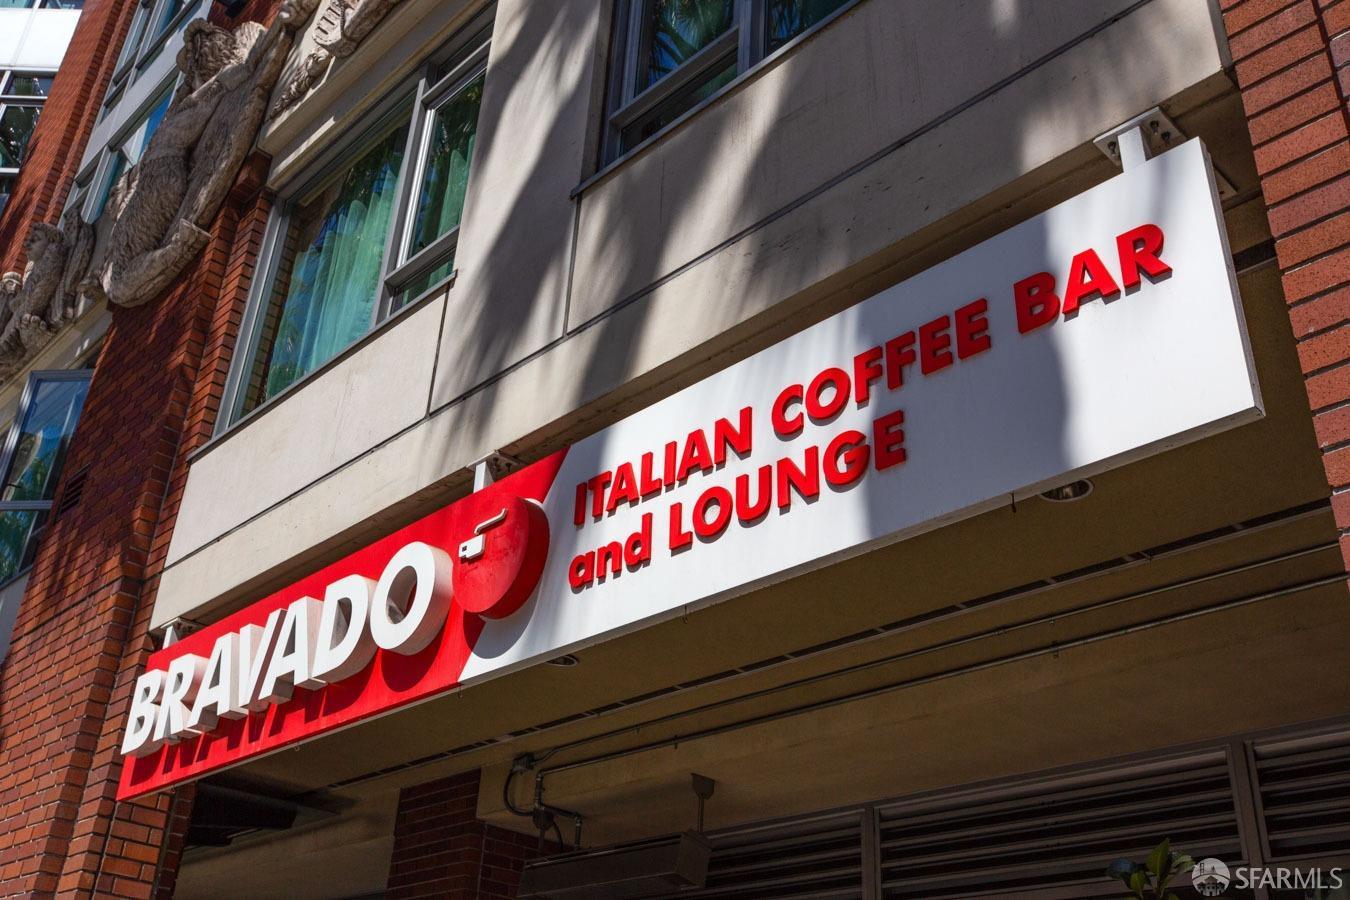 BRAVADO
ITALIAN COFFEE BAR
and LOUNGE
SFARMLS